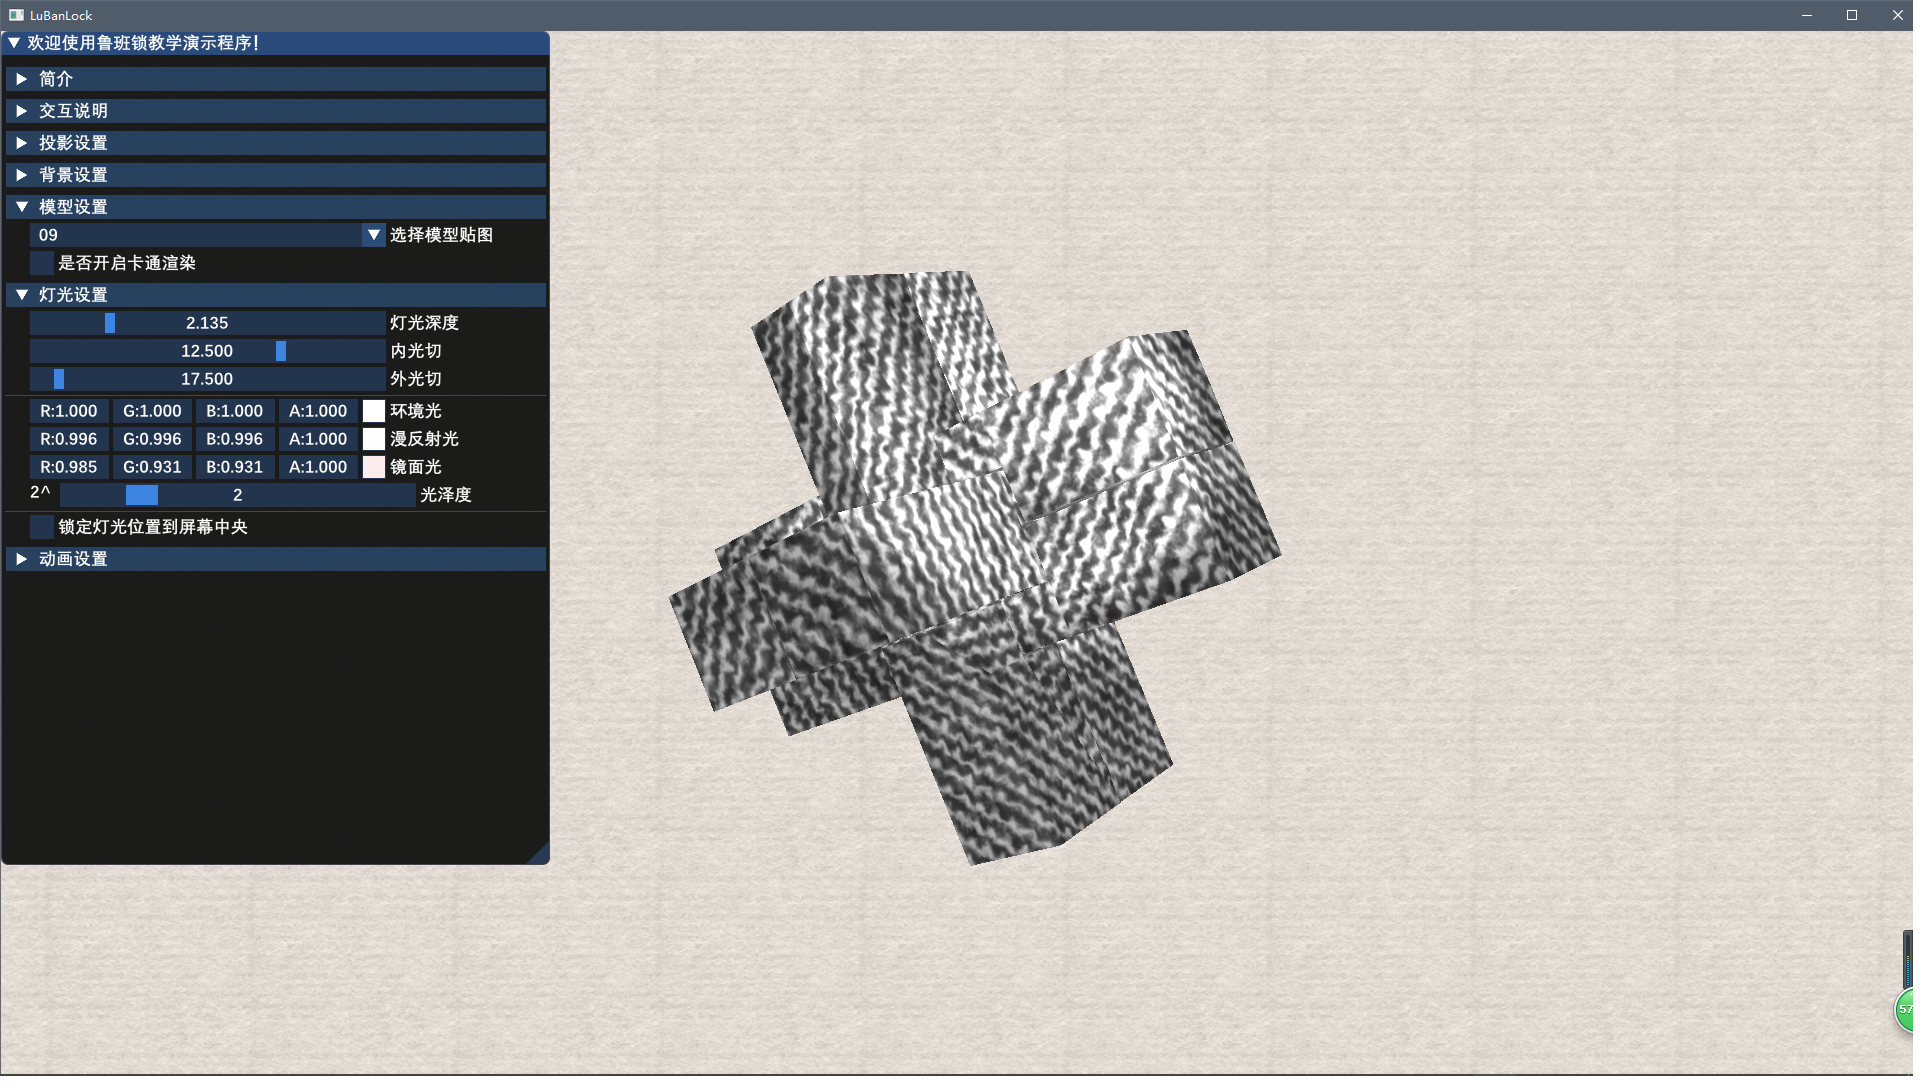 LuBanLock
欢迎使用鲁班锁教学演示程序!
简介
交互说明
投影设置
背景设置
模型设置
09 选择模型贴图
是否开启卡通渲染
灯光设置
2.135 灯光深度
12.500 内光切
17.500 外光切
R:1.000 G:1.000 B:1.000 A:1.000 环境光
R:0.996 G:0.996 B:0.996 A:1.000 漫反射光
R:0.985 G:0.931 B:0.931 A:1.000 镜面光
2^ 2 光泽度
锁定灯光位置到屏幕中央
动画设置
57